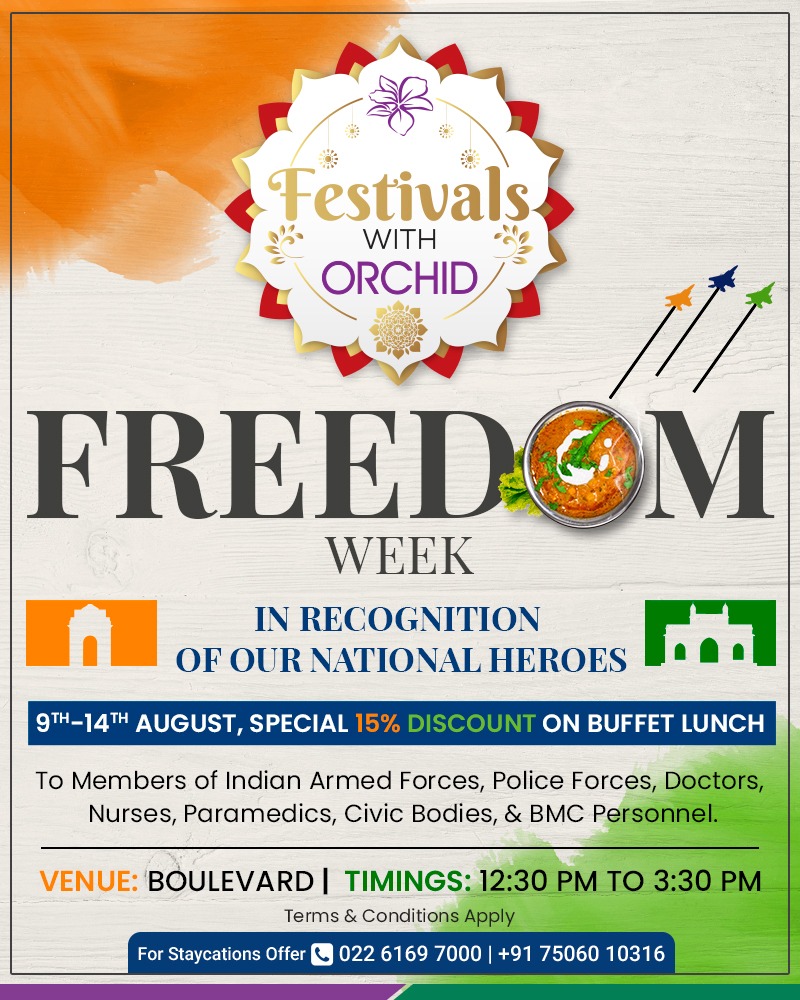 Festivals
WITH
ORCHID
FREEDOM
WEEK
IN RECOGNITION
OF OUR NATIONAL HEROES
9TH-14TH AUGUST, SPECIAL 15% DISCOUNT ON BUFFET LUNCH
To Members of Indian Armed Forces, Police Forces, Doctors,
Nurses, Paramedics, Civic Bodies, & BMC Personnel.
VENUE: BOULEVARD | TIMINGS: 12:30 PM TO 3:30 PM
Terms & Conditions Apply
For Staycations Offer 022 6169 7000 | +91 75060 10316